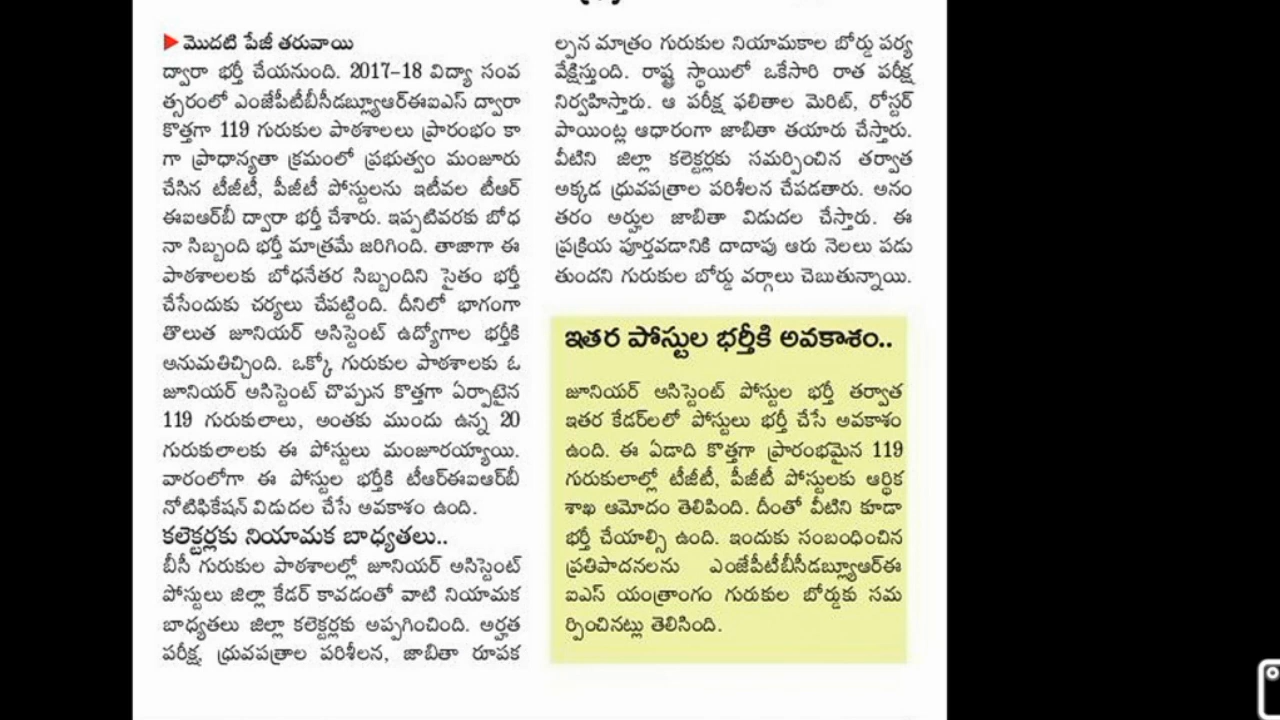 మొదటి పేజీ తరువాయి
ద్వారా భర్తీ చేయనుంది. 2017–18 విద్యా సంవ
త్సరంలో ఎంజేపీటీబీసీడబ్ల్యూఆర్ఈఐఎస్ ద్వారా
కొత్తగా 119 గురుకుల పాఠశాలలు ప్రారంభం కా
గా ప్రాధాన్యతా క్రమంలో ప్రభుత్వం మంజూరు
చేసిన టీజీటీ, పీజీటీ పోస్టులను ఇటీవల టీఆర్
ఈఐఆర్‌బీ ద్వారా భర్తీ చేశారు. ఇప్పటివరకు బోధ
నా సిబ్బంది భర్తీ మాత్రమే జరిగింది. తాజాగా ఈ
పాఠశాలలకు బోధనేతర సిబ్బందిని సైతం భర్తీ
చేసేందుకు చర్యలు చేపట్టింది. దీనిలో భాగంగా
తొలుత జూనియర్ అసిస్టెంట్ ఉద్యోగాల భర్తీకి
అనుమతిచ్చింది. ఒక్కో గురుకుల పాఠశాలకు ఓ
జూనియర్ అసిస్టెంట్ చొప్పున కొత్తగా ఏర్పాటైన
119 గురుకులాలు, అంతకు ముందు ఉన్న 20
గురుకులాలకు ఈ పోస్టులు మంజూరయ్యాయి.
వారంలోగా ఈ పోస్టుల భర్తీకి టీఆర్ఈఐఆర్‌బీ
నోటిఫికేషన్ విడుదల చేసే అవకాశం ఉంది.
కలెక్టర్లకు నియామక బాధ్యతలు..
బీసీ గురుకుల పాఠశాలల్లో జూనియర్ అసిస్టెంట్
పోస్టులు జిల్లా కేడర్ కావడంతో వాటి నియామక
బాధ్యతలు జిల్లా కలెక్టర్లకు అప్పగించింది. అర్హత
పరీక్ష, ధ్రువపత్రాల పరిశీలన, జాబితా రూపక
ల్పన మాత్రం గురుకుల నియామకాల బోర్డు పర్య
వేక్షిస్తుంది. రాష్ట్ర స్థాయిలో ఒకేసారి రాత పరీక్ష
నిర్వహిస్తారు. ఆ పరీక్ష ఫలితాల మెరిట్, రోస్టర్
పాయింట్ల ఆధారంగా జాబితా తయారు చేస్తారు.
వీటిని జిల్లా కలెక్టర్లకు సమర్పించిన తర్వాత
అక్కడ ధ్రువపత్రాల పరిశీలన చేపడతారు. అనం
తరం అర్హుల జాబితా విడుదల చేస్తారు. ఈ
ప్రక్రియ పూర్తవడానికి దాదాపు ఆరు నెలలు పడు
తుందని గురుకుల బోర్డు వర్గాలు చెబుతున్నాయి.
ఇతర పోస్టుల భర్తీకి అవకాశం..
జూనియర్ అసిస్టెంట్ పోస్టుల భర్తీ తర్వాత
ఇతర కేడర్‌లలో పోస్టులు భర్తీ చేసే అవకాశం
ఉంది. ఈ ఏడాది కొత్తగా ప్రారంభమైన 119
గురుకులాల్లో టీజీటీ, పీజీటీ పోస్టులకు ఆర్థిక
శాఖ ఆమోదం తెలిపింది. దీంతో వీటిని కూడా
భర్తీ చేయాల్సి ఉంది. ఇందుకు సంబంధించిన
ప్రతిపాదనలను ఎంజేపీటీబీసీడబ్ల్యూఆర్ఈ
ఐఎస్ యంత్రాంగం గురుకుల బోర్డుకు సమ
ర్పించినట్లు తెలిసింది.